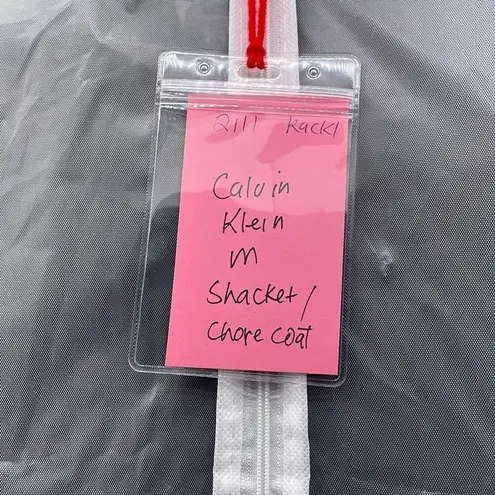 2117 Rack1
Calvin
Klein
M
Shacket /
Chore coat